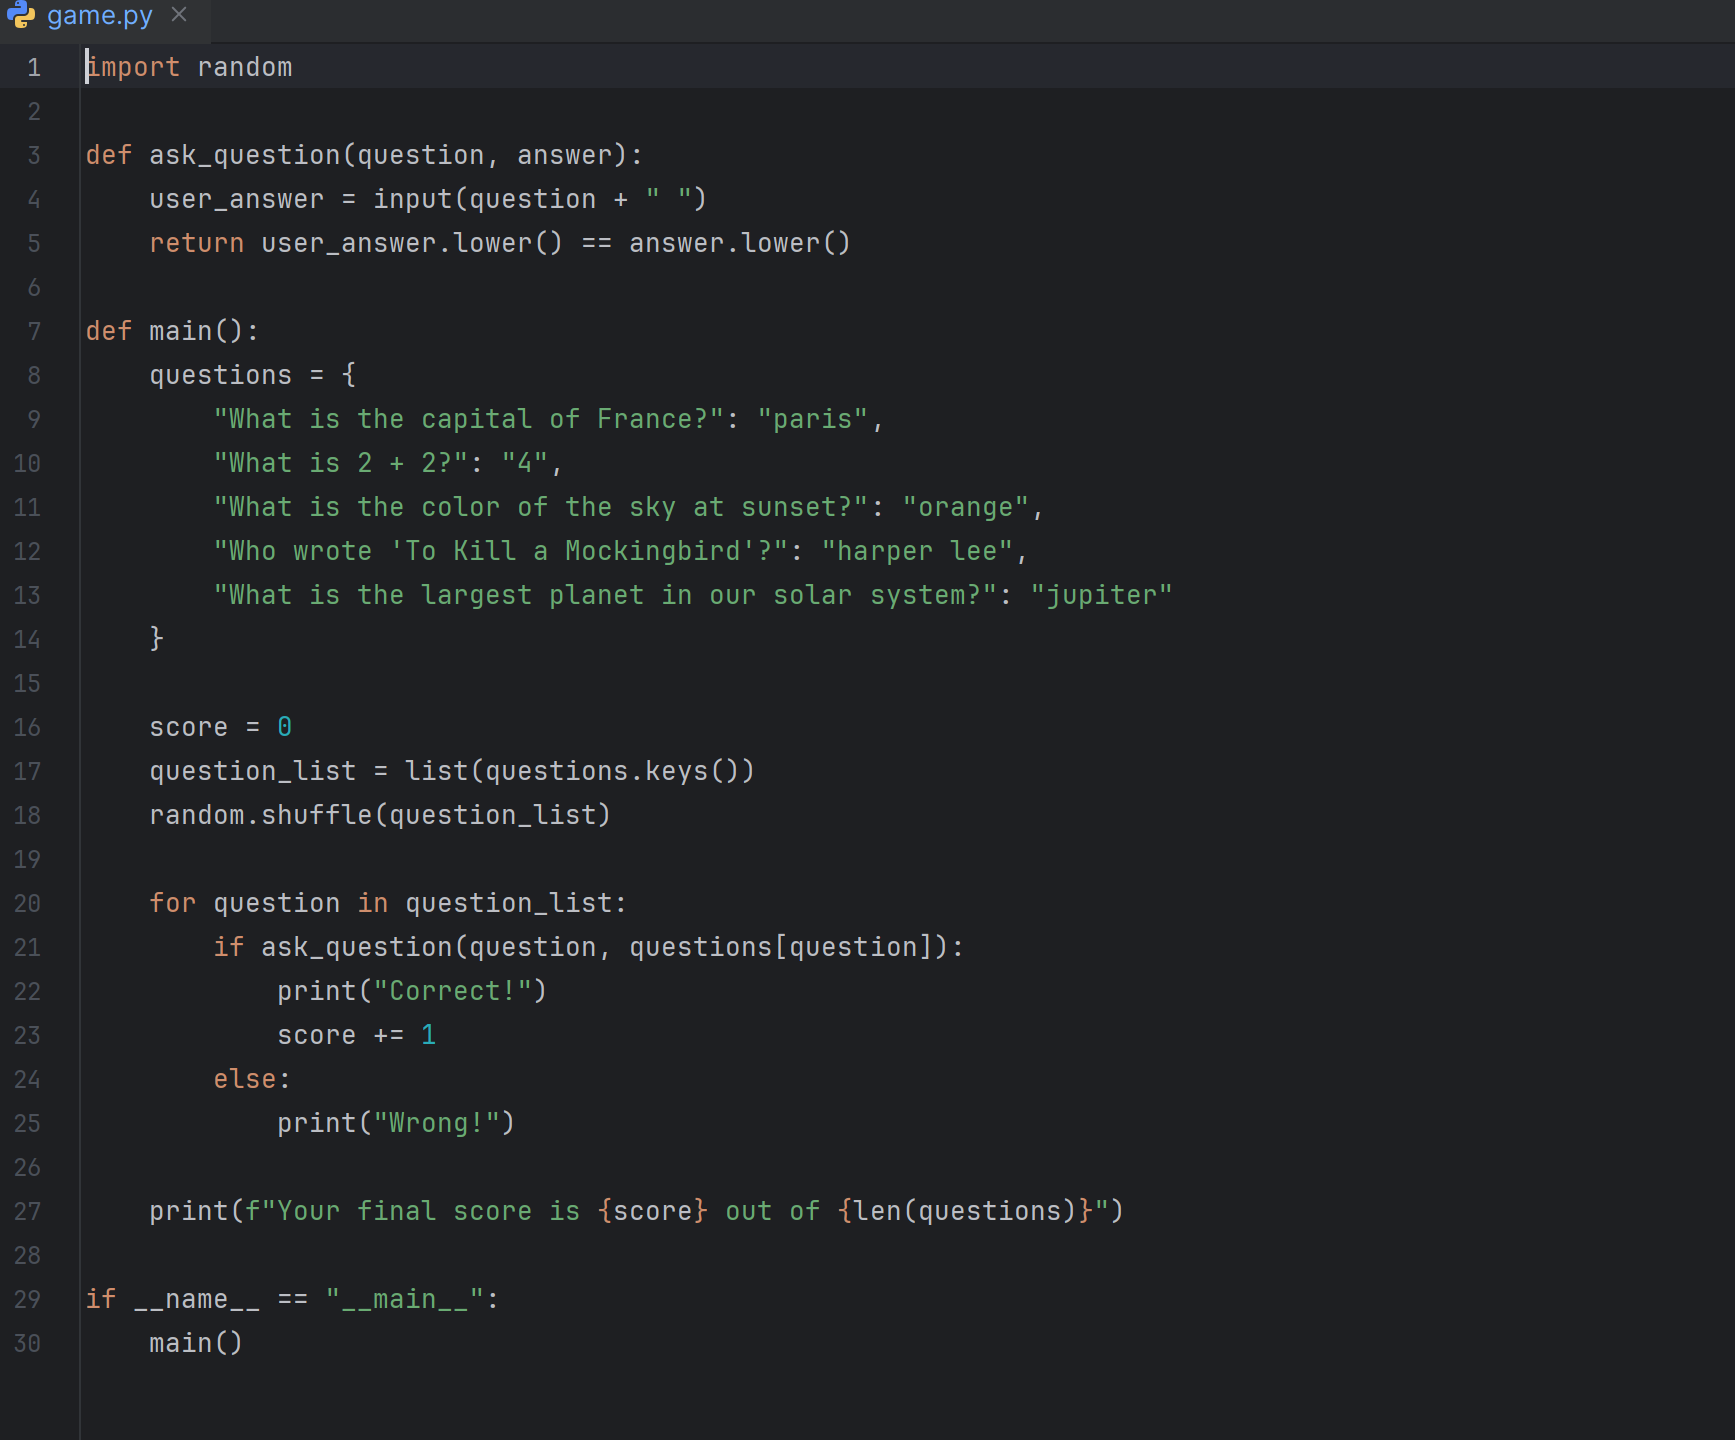 game.py
1 import random
2
3 def ask_question(question, answer):
4     user_answer = input(question + " ")
5     return user_answer.lower() == answer.lower()
6
7 def main():
8     questions = {
9         "What is the capital of France?": "paris",
10         "What is 2 + 2?": "4",
11         "What is the color of the sky at sunset?": "orange",
12         "Who wrote 'To Kill a Mockingbird'?": "harper lee",
13         "What is the largest planet in our solar system?": "jupiter"
14     }
15
16     score = 0
17     question_list = list(questions.keys())
18     random.shuffle(question_list)
19
20     for question in question_list:
21         if ask_question(question, questions[question]):
22             print("Correct!")
23             score += 1
24         else:
25             print("Wrong!")
26
27     print(f"Your final score is {score} out of {len(questions)}")
28
29 if __name__ == "__main__":
30     main()